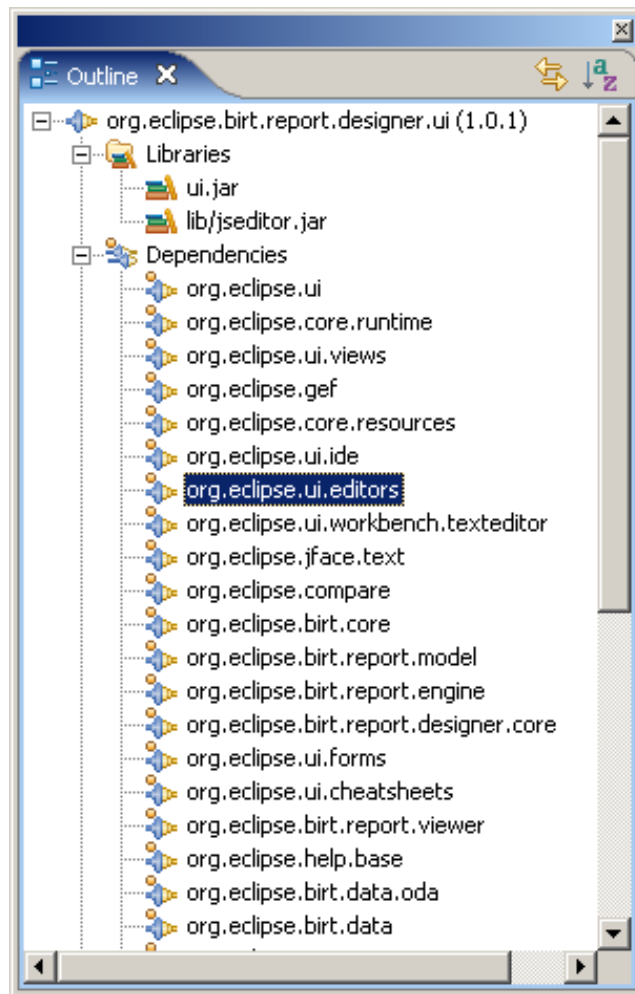 Outline
a
z
org.eclipse.birt.report.designer.ui (1.0.1)
Libraries
ui.jar
lib/jseditor.jar
Dependencies
org.eclipse.ui
org.eclipse.core.runtime
org.eclipse.ui.views
org.eclipse.gef
org.eclipse.core.resources
org.eclipse.ui.ide
org.eclipse.ui.editors
org.eclipse.ui.workbench.texteditor
org.eclipse.jface.text
org.eclipse.compare
org.eclipse.birt.core
org.eclipse.birt.report.model
org.eclipse.birt.report.engine
org.eclipse.birt.report.designer.core
org.eclipse.ui.forms
org.eclipse.ui.cheatsheets
org.eclipse.birt.report.viewer
org.eclipse.help.base
org.eclipse.birt.data.oda
org.eclipse.birt.data